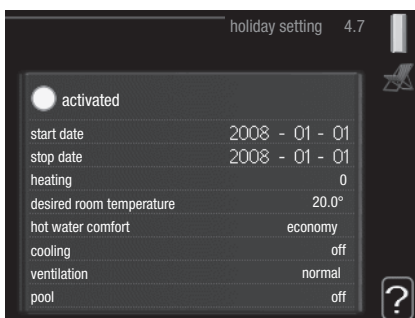 holiday setting 4.7
activated
start date 2008 - 01 - 01
stop date 2008 - 01 - 01
heating 0
desired room temperature 20.0°
hot water comfort economy
cooling off
ventilation normal
pool off
?